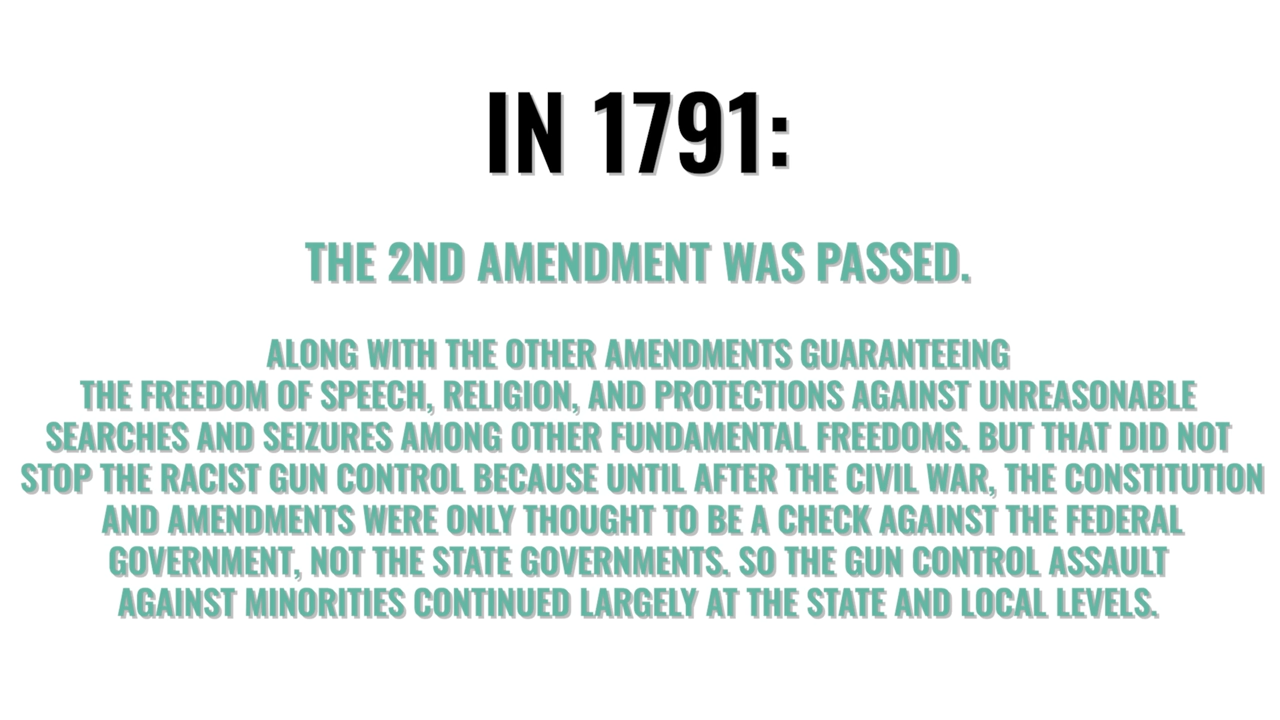 IN 1791:
THE 2ND AMENDMENT WAS PASSED.
ALONG WITH THE OTHER AMENDMENTS GUARANTEEING
THE FREEDOM OF SPEECH, RELIGION, AND PROTECTIONS AGAINST UNREASONABLE
SEARCHES AND SEIZURES AMONG OTHER FUNDAMENTAL FREEDOMS. BUT THAT DID NOT
STOP THE RACIST GUN CONTROL BECAUSE UNTIL AFTER THE CIVIL WAR, THE CONSTITUTION
AND AMENDMENTS WERE ONLY THOUGHT TO BE A CHECK AGAINST THE FEDERAL
GOVERNMENT, NOT THE STATE GOVERNMENTS. SO THE GUN CONTROL ASSAULT
AGAINST MINORITIES CONTINUED LARGELY AT THE STATE AND LOCAL LEVELS.